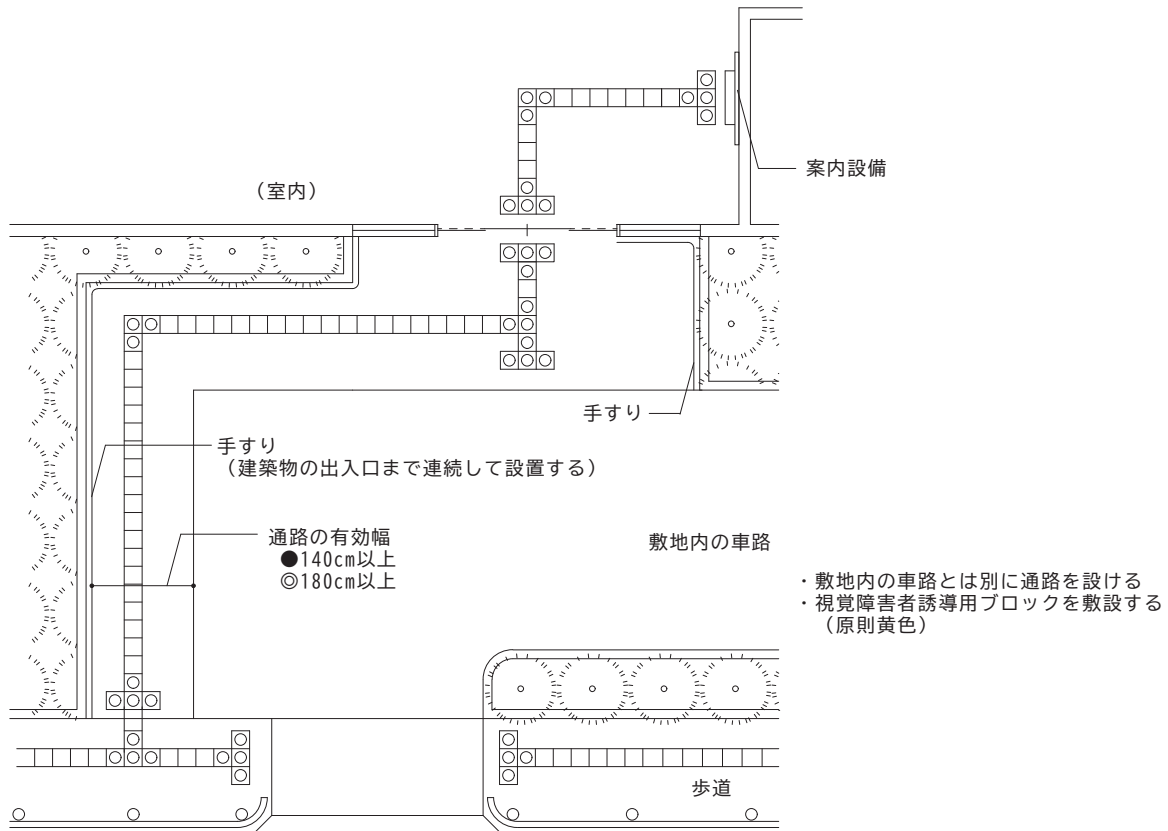 案内設備
（室内）
手すり
手すり
（建築物の出入口まで連続して設置する）
通路の有効幅
●140cm以上
◎180cm以上
敷地内の車路
・敷地内の車路とは別に通路を設ける
・視覚障害者誘導用ブロックを敷設する
（原則黄色）
歩道